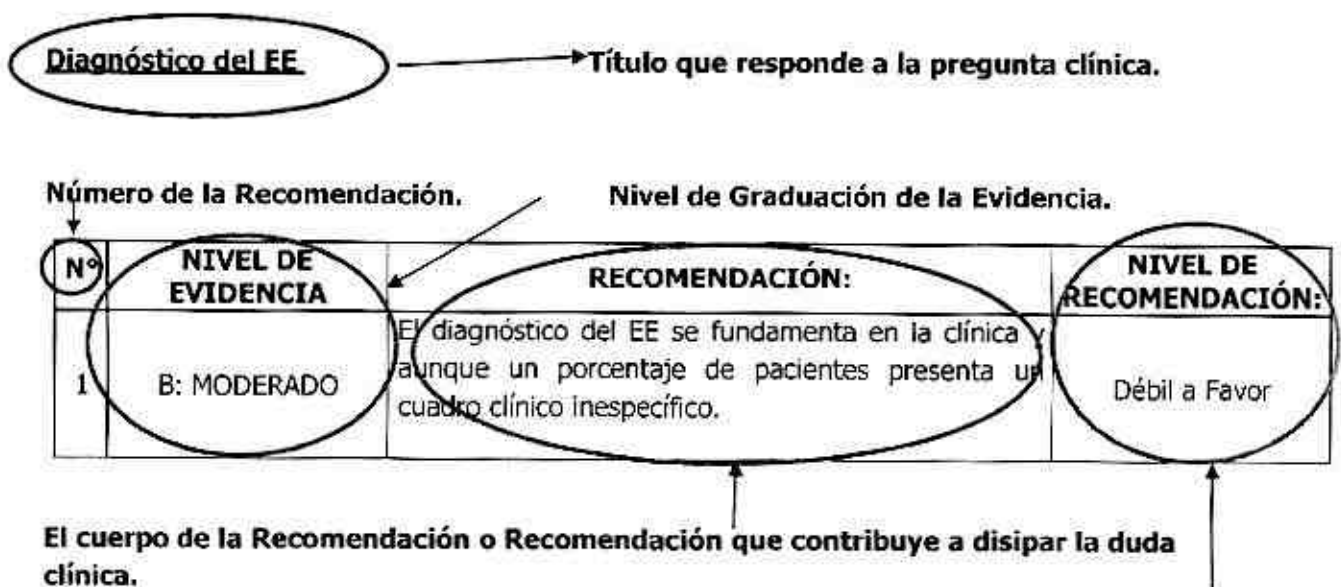 Diagnóstico del EE
Título que responde a la pregunta clínica.
Número de la Recomendación.
Nivel de Graduación de la Evidencia.
N°
NIVEL DE
EVIDENCIA
RECOMENDACIÓN:
NIVEL DE
RECOMENDACIÓN:
1
B: MODERADO
El diagnóstico del EE se fundamenta en la clínica y
aunque un porcentaje de pacientes presenta un
cuadro clínico inespecífico.
Débil a Favor
El cuerpo de la Recomendación o Recomendación que contribuye a disipar la duda
clínica.